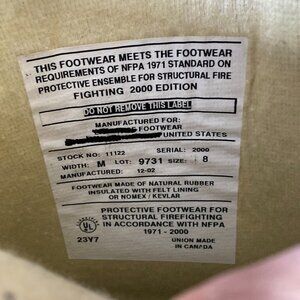 THIS FOOTWEAR MEETS THE FOOTWEAR
REQUIREMENTS OF NFPA 1971 STANDARD ON
PROTECTIVE ENSEMBLE FOR STRUCTURAL FIRE
FIGHTING 2000 EDITION
DO NOT REMOVE THIS LABEL
MANUFACTURED FOR:
FOOTWEAR
UNITED STATES
STOCK NO: 11122 SERIAL: 2006
WIDTH: M LOT: 9731 SIZE: 8
MANUFACTURED: 12-02
FOOTWEAR MADE OF NATURAL RUBBER
INSULATED WITH FELT LINING
OR NOMEX / KEVLAR
PROTECTIVE FOOTWEAR FOR
STRUCTURAL FIREFIGHTING
IN ACCORDANCE WITH NFPA
1971 - 2000
UL
23Y7
UNION MADE
IN CANADA